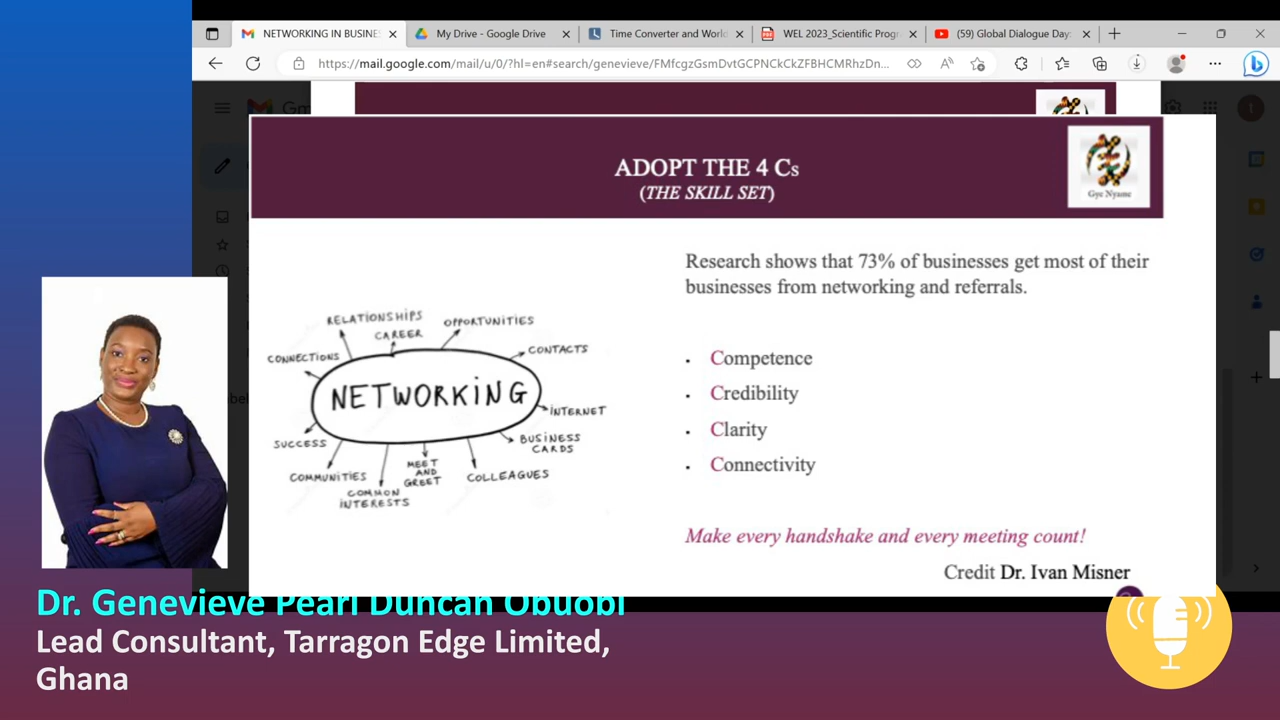 NETWORKING IN BUSINE
My Drive - Google Drive
Time Converter and World
WEL 2023_Scientific Progr
(59) Global Dialogue Day:
https://mail.google.com/mail/u/0/?hl=en#search/genevieve/FMfcgzGsmDvtGCPNCkCkZFBHCMRhzDn...
Gm
ADOPT THE 4 Cs
(THE SKILL SET)
Gye Nyame
Research shows that 73% of businesses get most of their
businesses from networking and referrals.
RELATIONSHIPS
CAREER
OPPORTUNITIES
CONNECTIONS
CONTACTS
NETWORKING
INTERNET
SUCCESS
BUSINESS
CARDS
COMMUNITIES
MEET
AND
GREET
COLLEAGUES
COMMON
INTERESTS
• Competence
• Credibility
• Clarity
• Connectivity
Make every handshake and every meeting count!
Credit Dr. Ivan Misner
Dr. Genevieve Pearl Duncan Obuobi
Lead Consultant, Tarragon Edge Limited,
Ghana